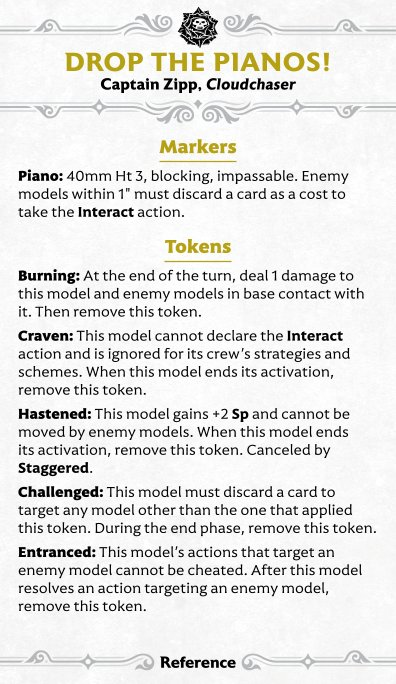 DROP THE PIANOS!
Captain Zipp, Cloudchaser
Markers
Piano: 40mm Ht 3, blocking, impassable. Enemy
models within 1" must discard a card as a cost to
take the Interact action.
Tokens
Burning: At the end of the turn, deal 1 damage to
this model and enemy models in base contact with
it. Then remove this token.
Craven: This model cannot declare the Interact
action and is ignored for its crew's strategies and
schemes. When this model ends its activation,
remove this token.
Hastened: This model gains +2 Sp and cannot be
moved by enemy models. When this model ends
its activation, remove this token. Canceled by
Staggered.
Challenged: This model must discard a card to
target any model other than the one that applied
this token. During the end phase, remove this token.
Entranced: This model's actions that target an
enemy model cannot be cheated. After this model
resolves an action targeting an enemy model,
remove this token.
Reference